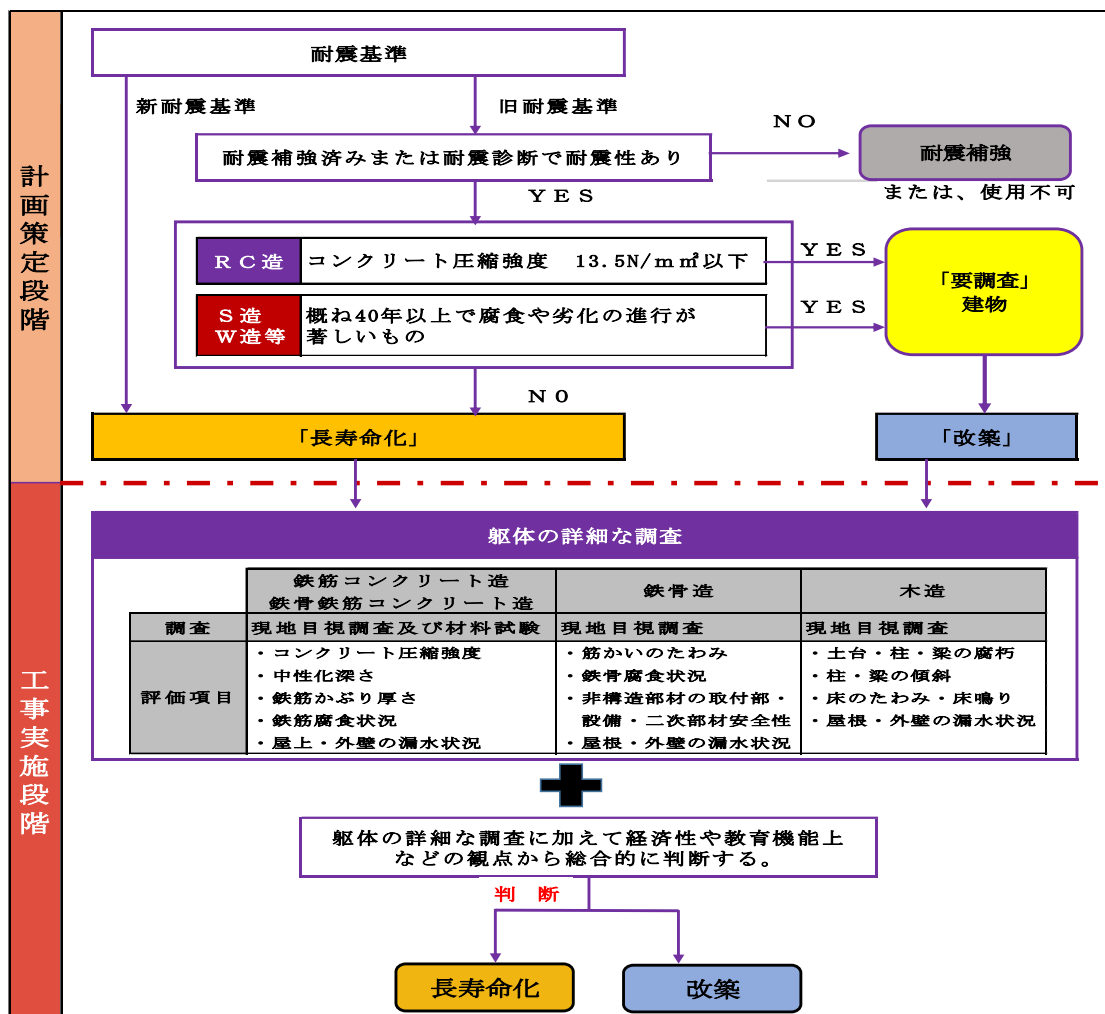 計画策定段階
耐震基準
新耐震基準
旧耐震基準
耐震補強済みまたは耐震診断で耐震性あり
NO
耐震補強
または、使用不可
YES
RC造
コンクリート圧縮強度 13.5N/m㎡以下
YES
S造
W造等
概ね40年以上で腐食や劣化の進行が
著しいもの
YES
「要調査」
建物
NO
「長寿命化」
「改築」
工事実施段階
躯体の詳細な調査
鉄筋コンクリート造
鉄骨鉄筋コンクリート造
鉄骨造
木造
調査
現地目視調査及び材料試験
現地目視調査
現地目視調査
評価項目
・コンクリート圧縮強度
・中性化深さ
・鉄筋かぶり厚さ
・鉄筋腐食状況
・屋上・外壁の漏水状況
・筋かいのたわみ
・鉄骨腐食状況
・非構造部材の取付部・
設備・二次部材安全性
・屋根・外壁の漏水状況
・土台・柱・梁の腐朽
・柱・梁の傾斜
・床のたわみ・床鳴り
・屋根・外壁の漏水状況
躯体の詳細な調査に加えて経済性や教育機能上
などの観点から総合的に判断する。
判 断
長寿命化
改築